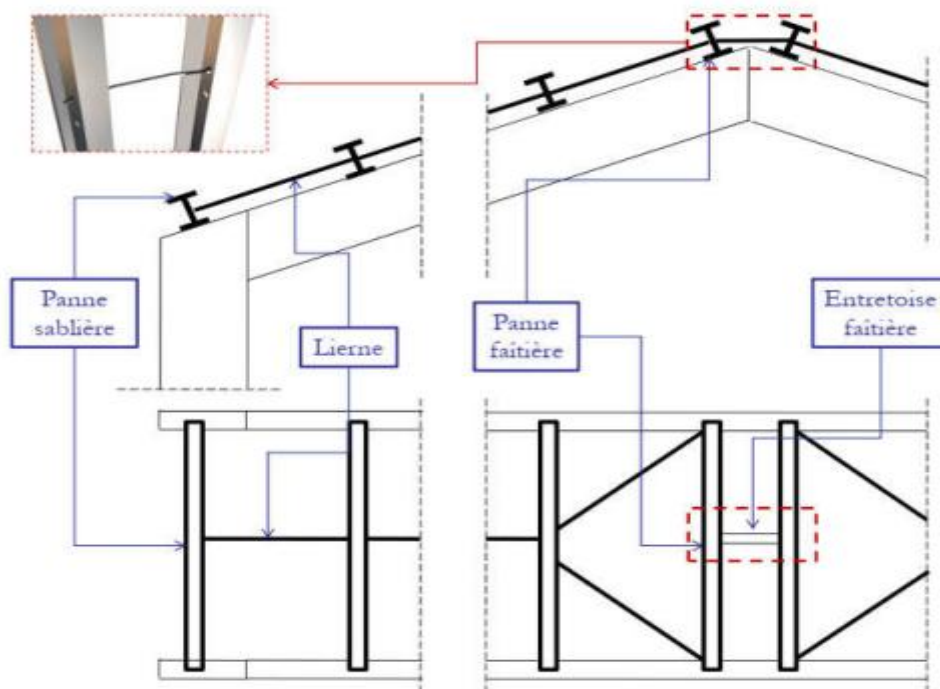 Panne
sablière
Lierne
Panne
faîtière
Entretoise
faîtière